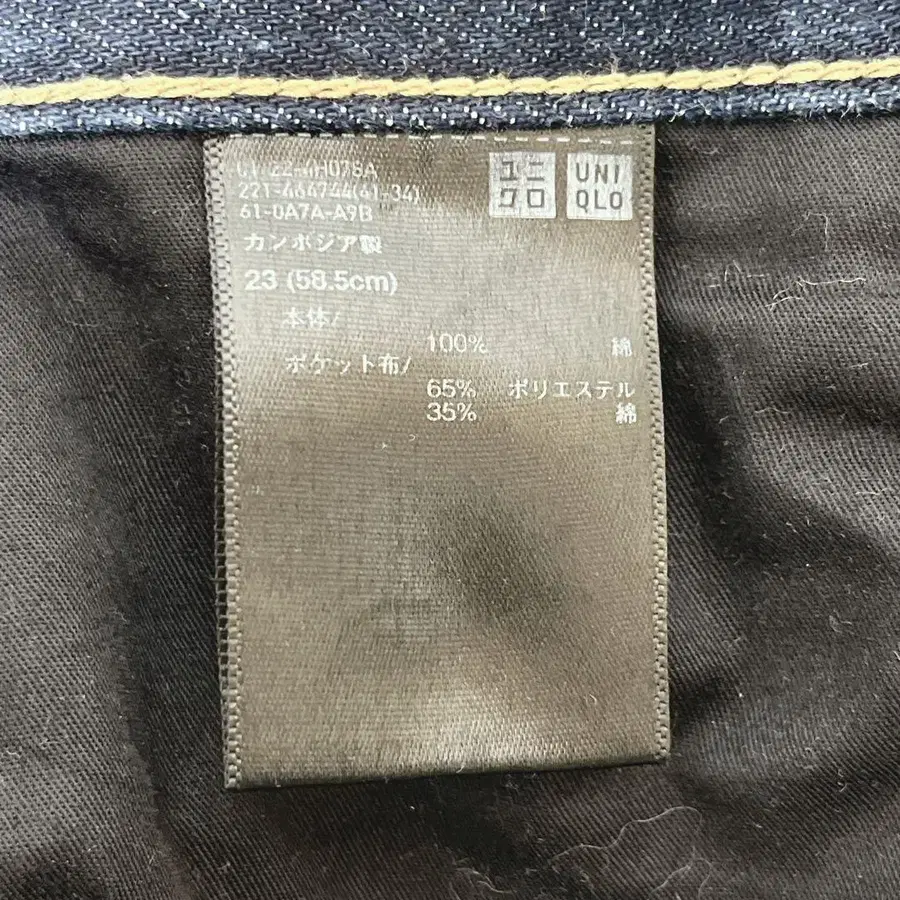 221-464744(61-34)
61-0A7A-A9B
カンボジア製
23 (58.5cm)
本体/
100% 綿
ポケット布/
65% ポリエステル
35% 綿
ユニ
クロ
UNI
QLO